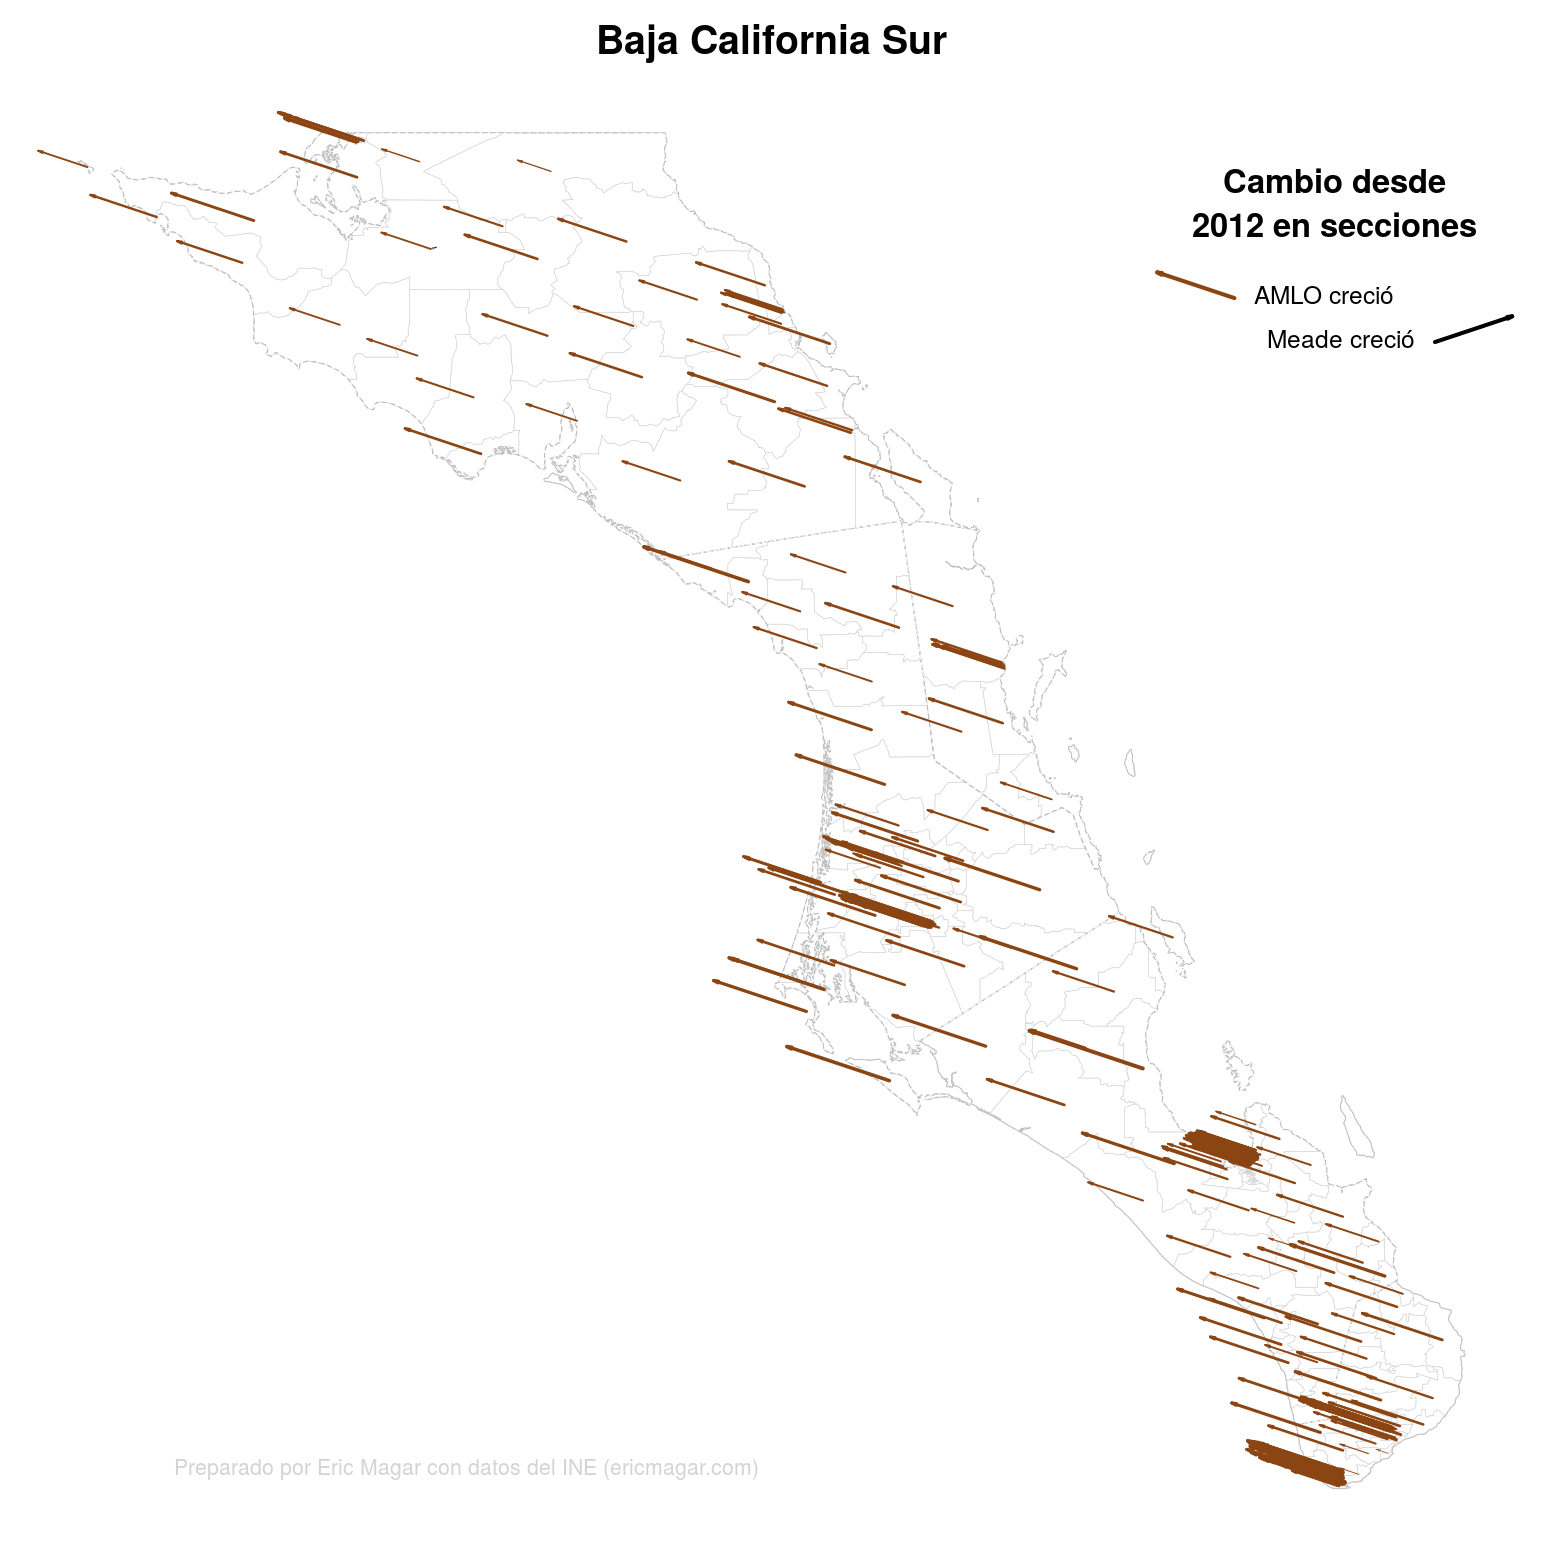 Baja California Sur
Cambio desde
2012 en secciones
AMLO creció
Meade creció
Preparado por Eric Magar con datos del INE (ericmagar.com)